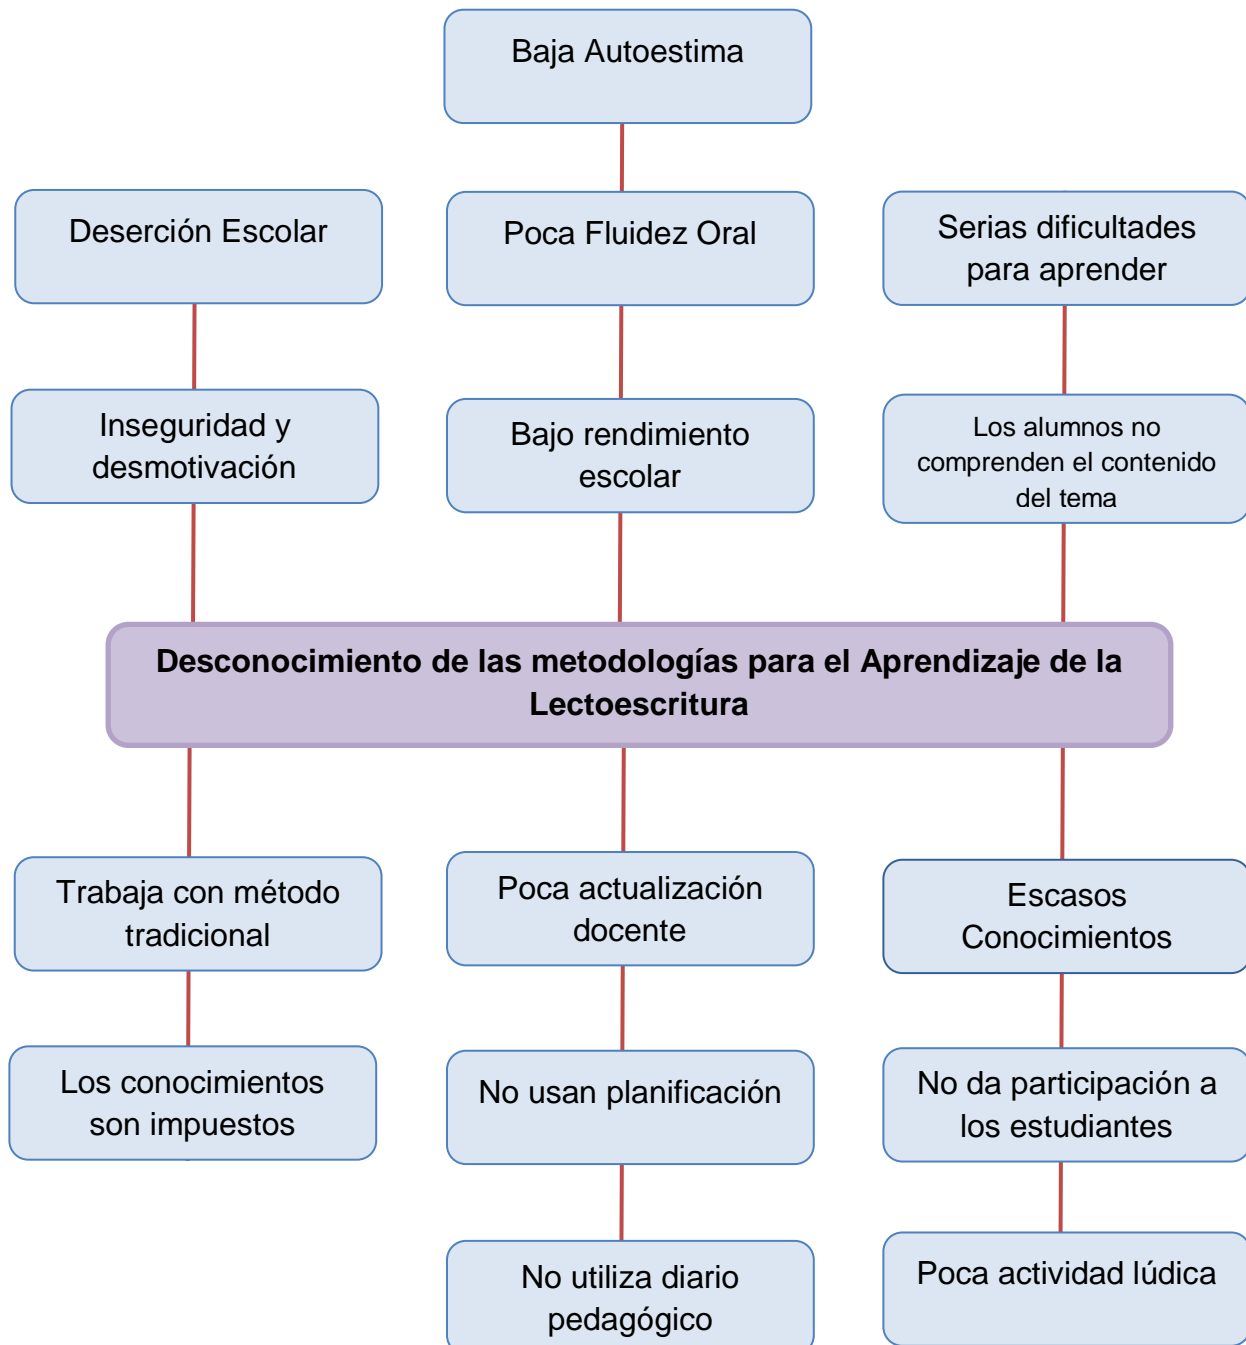 Baja Autoestima
Deserción Escolar
Poca Fluidez Oral
Serias dificultades
para aprender
Inseguridad y
desmotivación
Bajo rendimiento
escolar
Los alumnos no
comprenden el contenido
del tema
Desconocimiento de las metodologías para el Aprendizaje de la
Lectoescritura
Trabaja con método
tradicional
Poca actualización
docente
Escasos
Conocimientos
Los conocimientos
son impuestos
No usan planificación
No da participación a
los estudiantes
No utiliza diario
pedagógico
Poca actividad lúdica